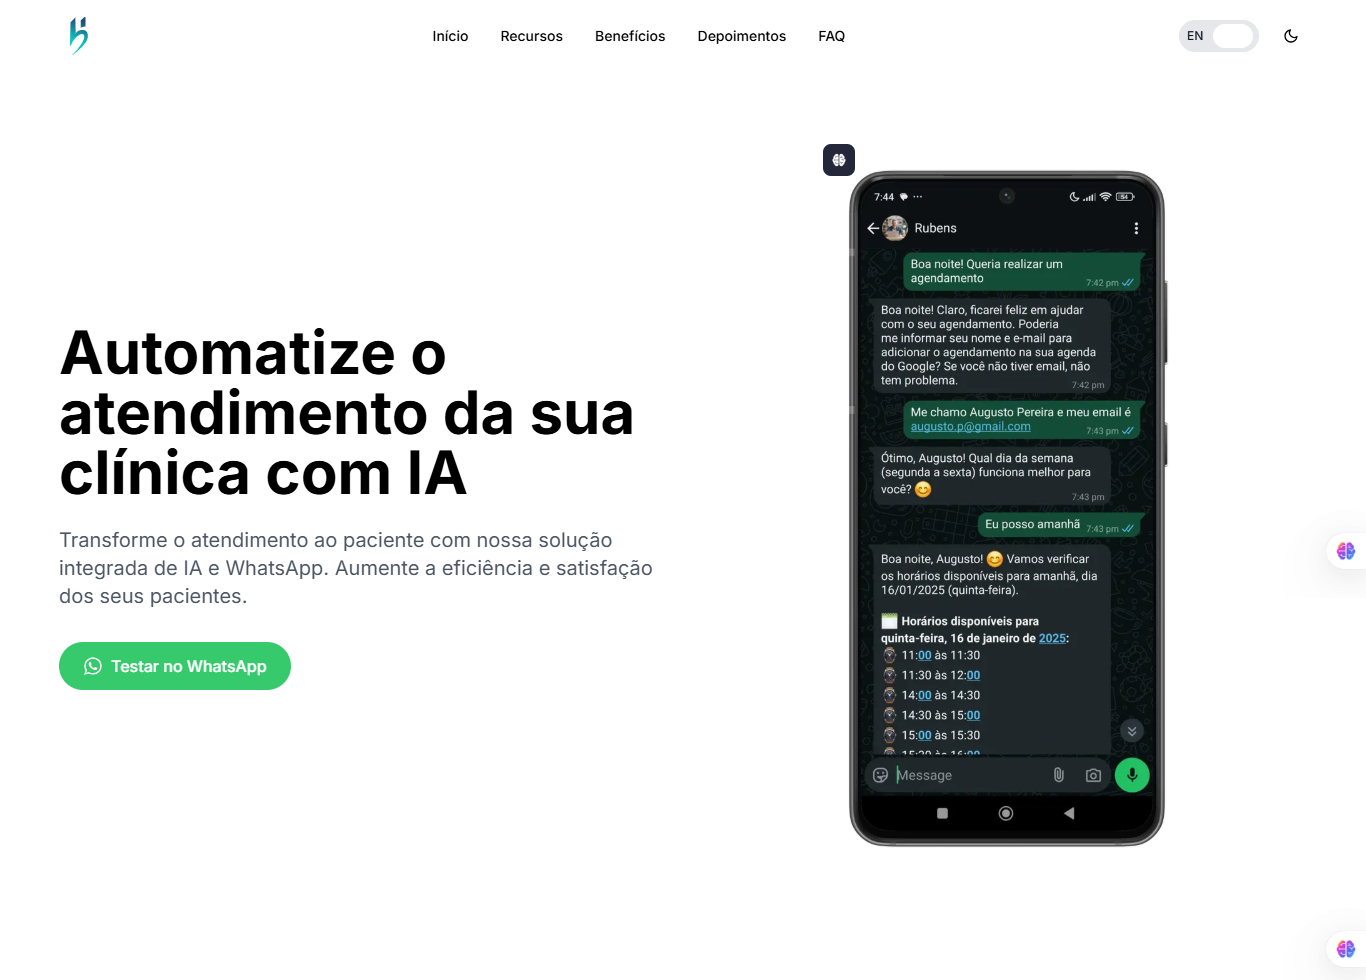 Início
Recursos
Benefícios
Depoimentos
FAQ
EN
Automatize o
atendimento da sua
clínica com IA
Transforme o atendimento ao paciente com nossa solução
integrada de IA e WhatsApp. Aumente a eficiência e satisfação
dos seus pacientes.
Testar no WhatsApp
7:44
54
Rubens
Boa noite! Queria realizar um
agendamento
7:42 pm
Boa noite! Claro, ficarei feliz em ajudar
com o seu agendamento. Poderia
me informar seu nome e e-mail para
adicionar o agendamento na sua agenda
do Google? Se você não tiver email, não
tem problema.
7:42 pm
Me chamo Augusto Pereira e meu email é
augusto.p@gmail.com
7:43 pm
Ótimo, Augusto! Qual dia da semana
(segunda a sexta) funciona melhor para
você? 😊
7:43 pm
Eu posso amanhã
7:43 pm
Boa noite, Augusto! 😊 Vamos verificar
os horários disponíveis para amanhã, dia
16/01/2025 (quinta-feira).
Horários disponíveis para
quinta-feira, 16 de janeiro de 2025:
11:00 às 11:30
11:30 às 12:00
14:00 às 14:30
14:30 às 15:00
15:00 às 15:30
15:30 às 16:00
Message